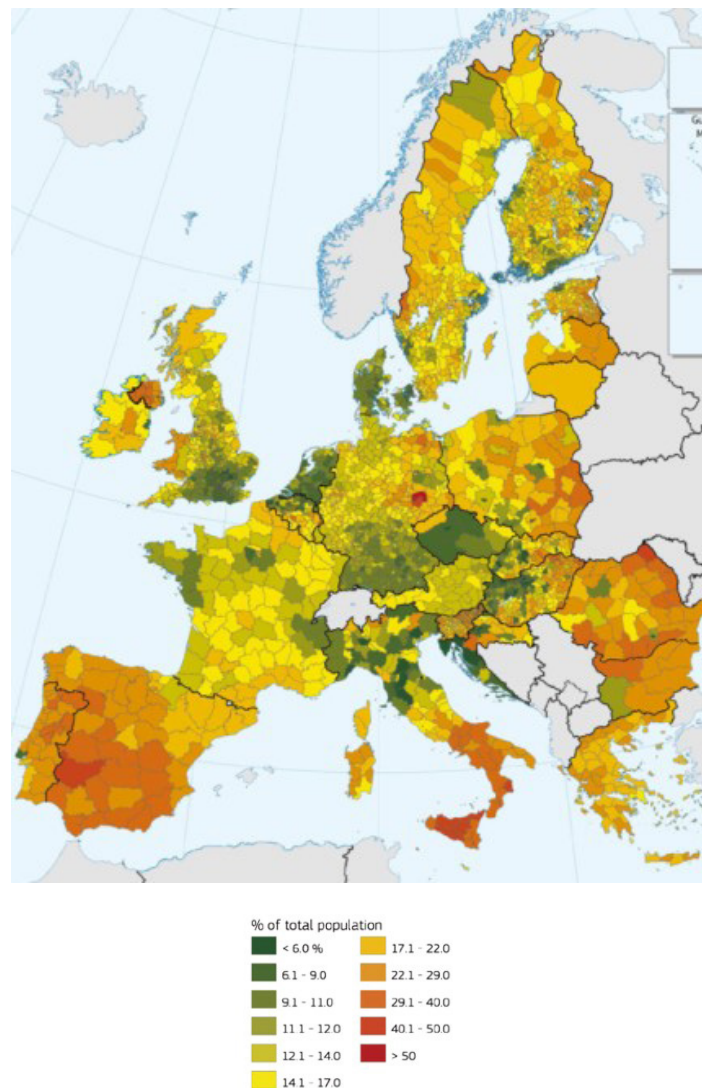 % of total population
< 6.0 %
6.1 - 9.0
9.1 - 11.0
11.1 - 12.0
12.1 - 14.0
14.1 - 17.0
17.1 - 22.0
22.1 - 29.0
29.1 - 40.0
40.1 - 50.0
> 50